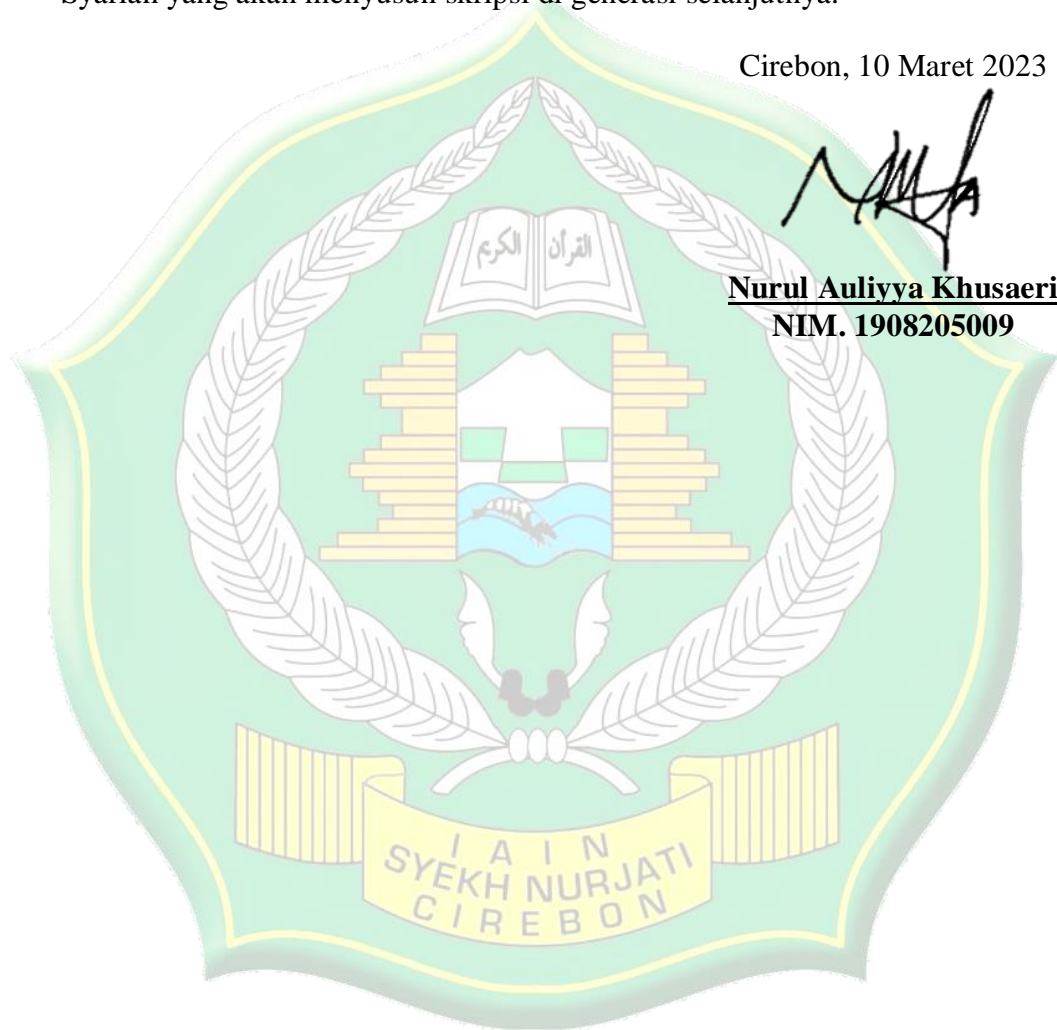 Syariah yang akan menyusun skripsi di generasi selanjutnya.
Cirebon, 10 Maret 2023
Nurul Auliyya Khusaeri
NIM. 1908205009
القرآن الكريم
IAIN
SYEKH NURJATI
CIREBON